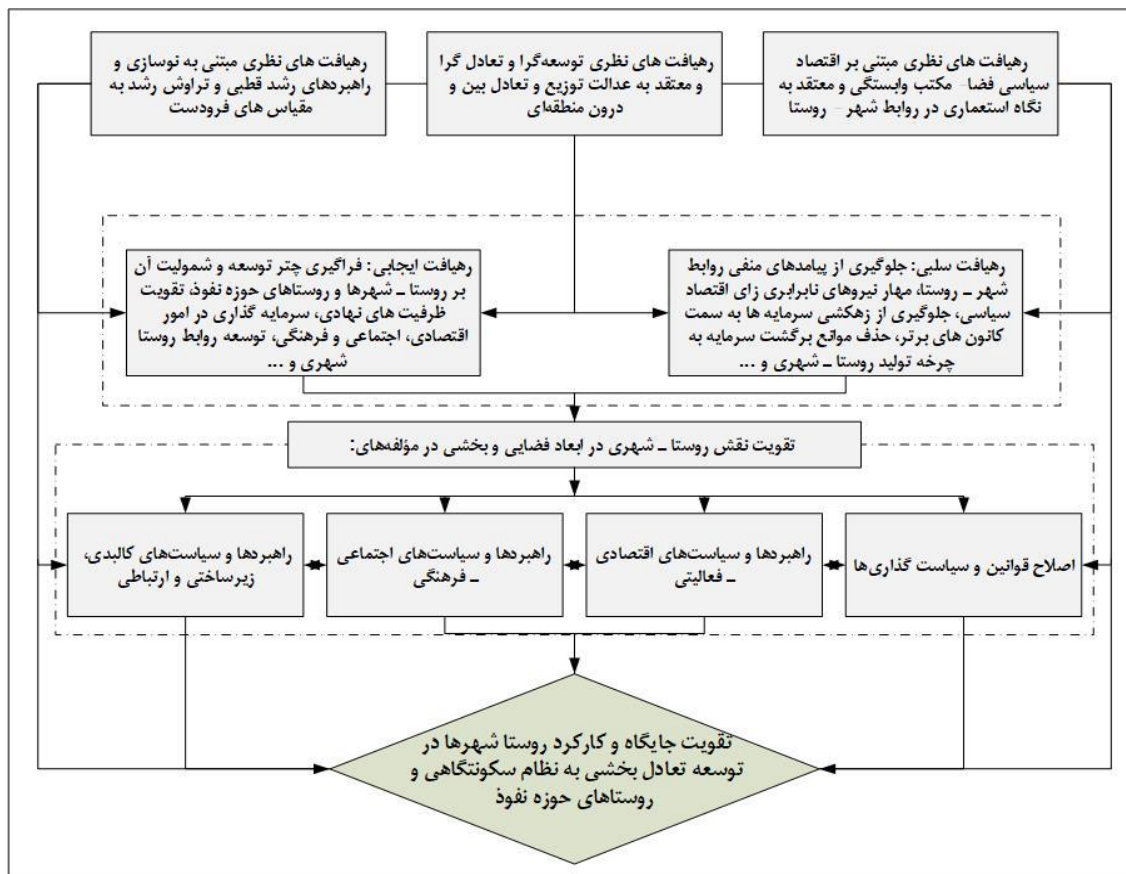 رهیافت های نظری مبتنی بر اقتصاد
سیاسی فضا- مکتب وابستگی و معتقد به
نگاه استعماری در روابط شهر – روستا
رهیافت های نظری توسعه‌گرا و تعادل گرا
و معتقد به عدالت توزیع و تعادل بین و
درون منطقه‌ای
رهیافت های نظری مبتنی به نوسازی و
راهبردهای رشد قطبی و تراوش رشد به
مقیاس های فرودست
رهیافت سلبی: جلوگیری از پیامدهای منفی روابط
شهر ـ روستا، مهار نیروهای نابرابری زای اقتصاد
سیاسی، جلوگیری از زهکشی سرمایه ها به سمت
کانون های برتر، حذف موانع برگشت سرمایه به
چرخه تولید روستا ـ شهری و ...
رهیافت ایجابی: فراگیری چتر توسعه و شمولیت آن
بر روستا ـ شهرها و روستاهای حوزه نفوذ، تقویت
ظرفیت های نهادی، سرمایه گذاری در امور
اقتصادی، اجتماعی و فرهنگی، توسعه روابط روستا
شهری و ...
تقویت نقش روستا ـ شهری در ابعاد فضایی و بخشی در مؤلفه‌های:
اصلاح قوانین و سیاست گذاری‌ها
راهبردها و سیاست‌های اقتصادی
ـ فعالیتی
راهبردها و سیاست‌های اجتماعی
ـ فرهنگی
راهبردها و سیاست‌های کالبدی،
زیرساختی و ارتباطی
تقویت جایگاه و کارکرد روستا شهرها در
توسعه تعادل بخشی به نظام سکونتگاهی و
روستاهای حوزه نفوذ